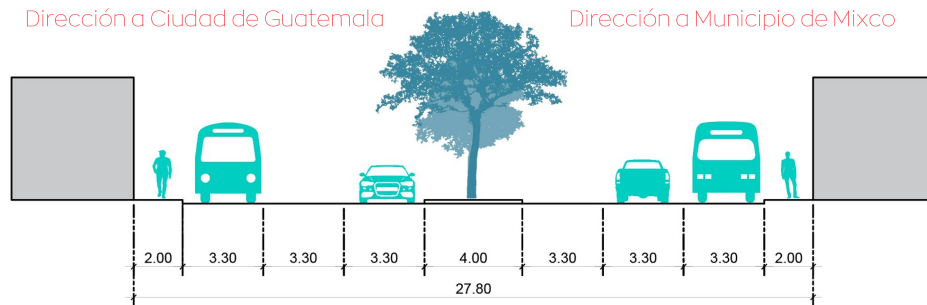 Dirección a Ciudad de Guatemala
Dirección a Municipio de Mixco
2.00 3.30 3.30 3.30 4.00 3.30 3.30 3.30 2.00
27.80